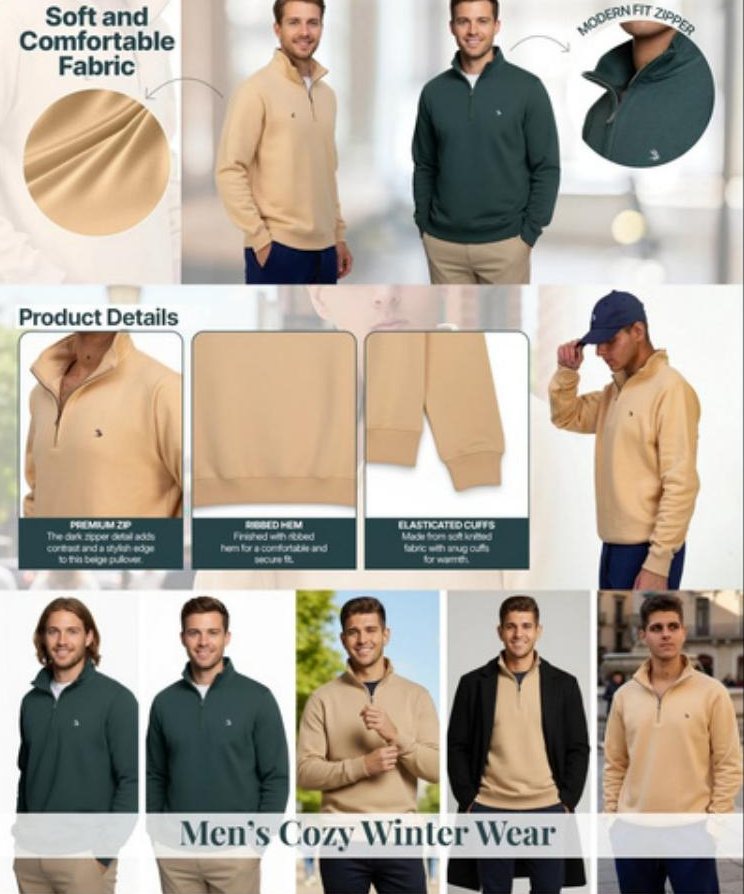 Soft and
Comfortable
Fabric
MODERN FIT ZIPPER
Product Details
PREMIUM ZIP
The dark zipper detail adds
contrast and a stylish edge
to this beige pullover.
RIBBED HEM
Finished with ribbed
hem for a comfortable and
secure fit.
ELASTICATED CUFFS
Made from soft knitted
fabric with snug cuffs
for warmth.
Men's Cozy Winter Wear